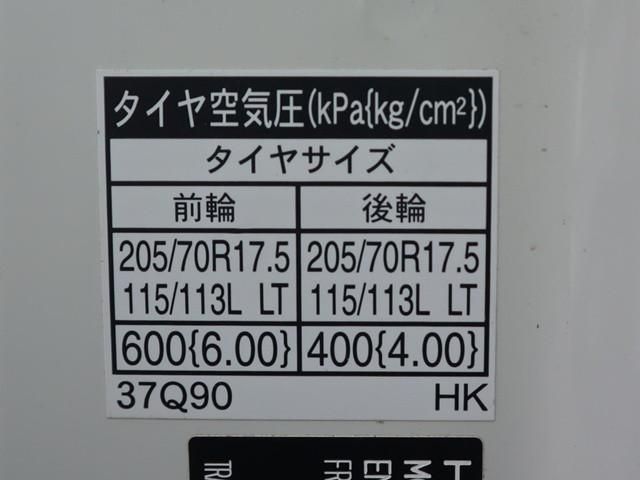 タイヤ空気圧(kPa{kg/cm²})
タイヤサイズ
前輪 後輪
205/70R17.5 205/70R17.5
115/113L LT 115/113L LT
600{6.00} 400{4.00}
37Q90 HK